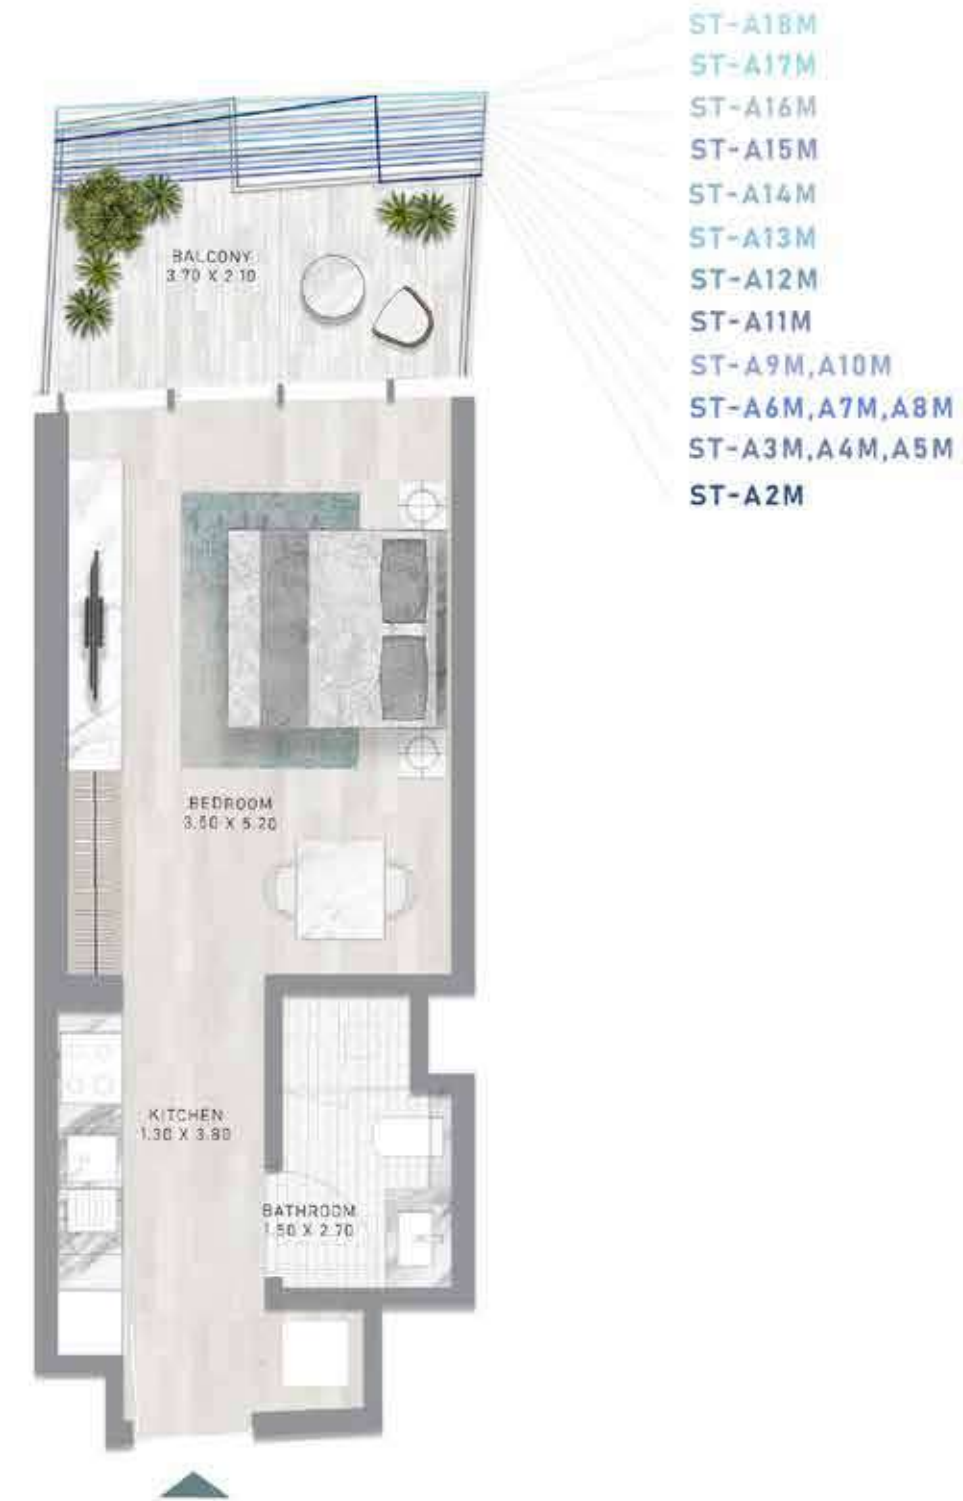 ST-A18M
ST-A17M
ST-A16M
ST-A15M
ST-A14M
ST-A13M
ST-A12M
ST-A11M
ST-A9M,A10M
ST-A6M,A7M,A8M
ST-A3M,A4M,A5M
ST-A2M
BALCONY
3.70 X 2.10
BEDROOM
3.50 X 5.20
KITCHEN
1.30 X 3.80
BATHROOM
1.50 X 2.70